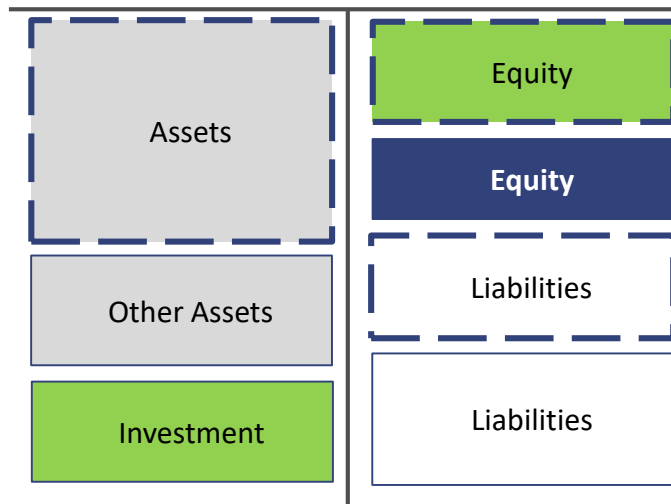 Assets
Other Assets
Investment
Equity
Equity
Liabilities
Liabilities